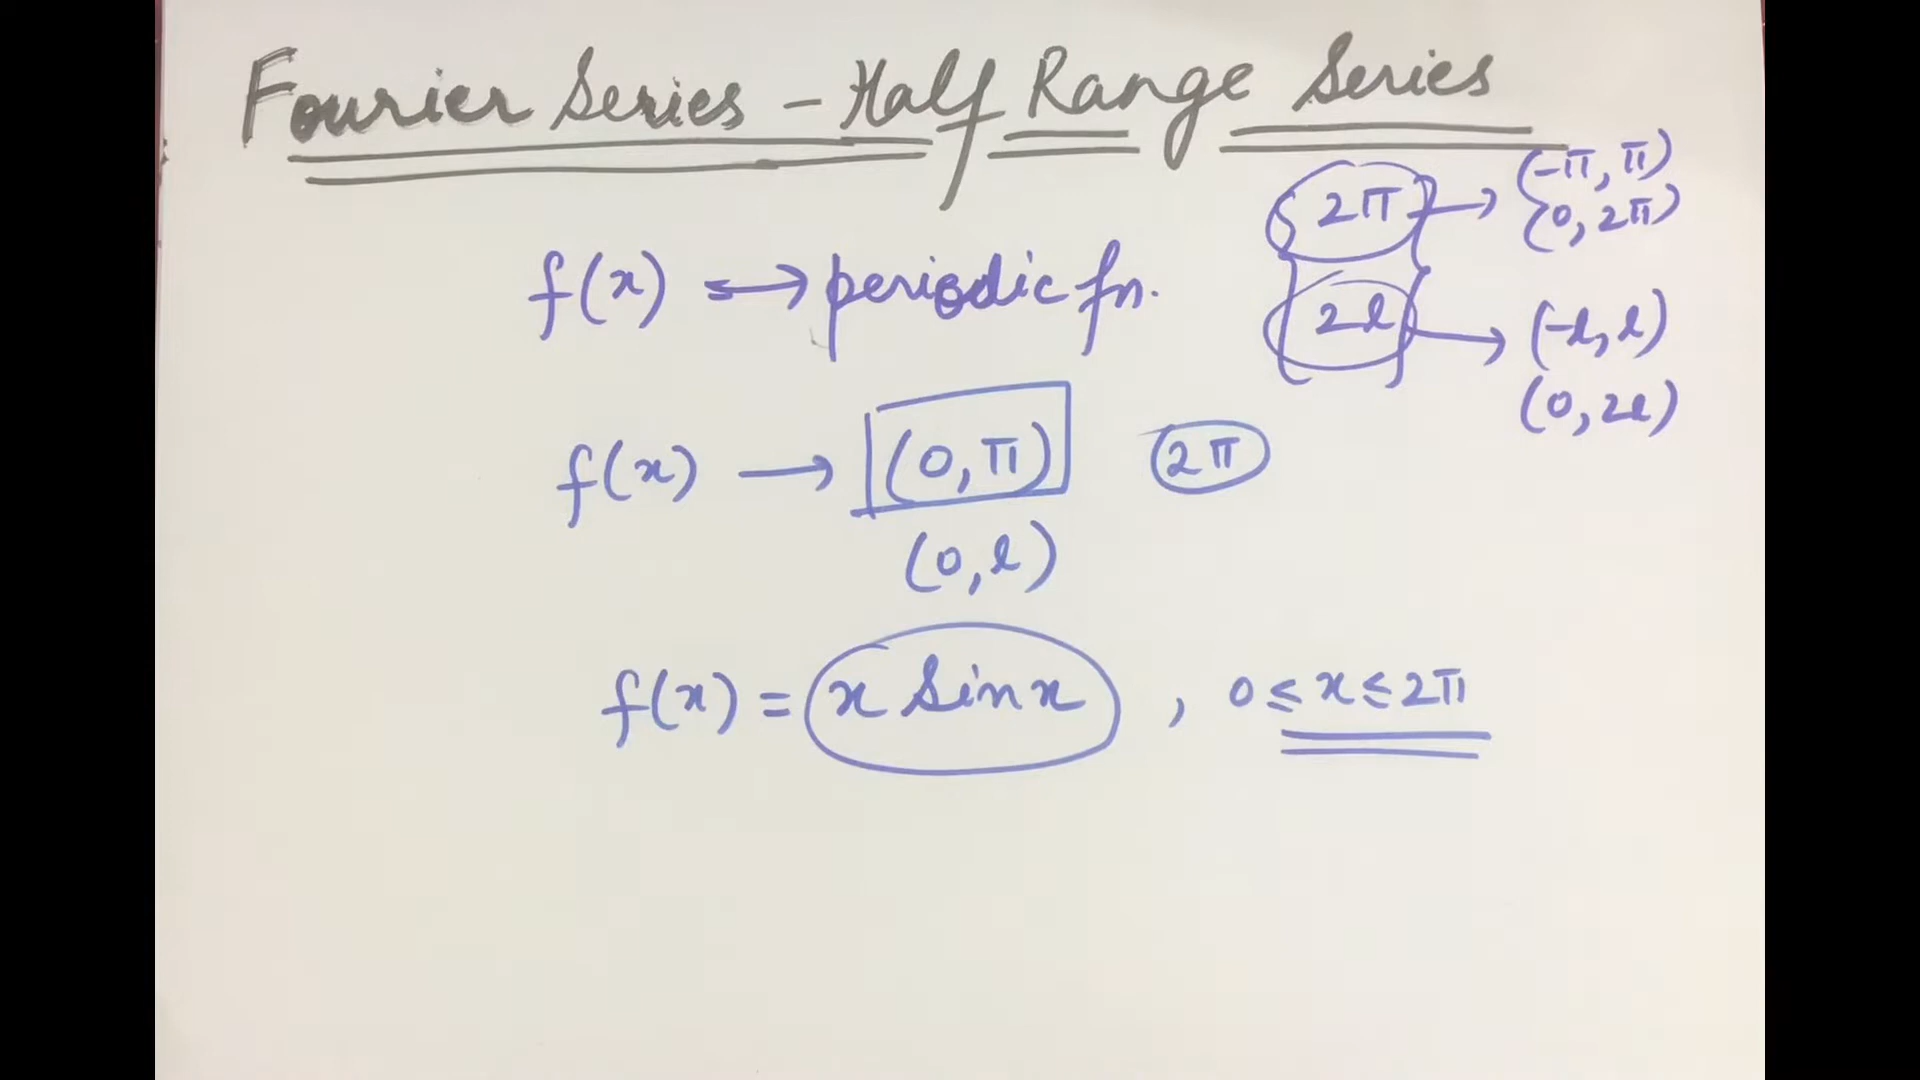 Fourier Series - Half Range Series
2π → (-π, π)
(0, 2π)
f(x) → periodic fn.
2l → (-l, l)
(0, 2l)
f(x) → (0, π) 2π
(0, l)
f(x) = x Sin x , 0 ≤ x ≤ 2π